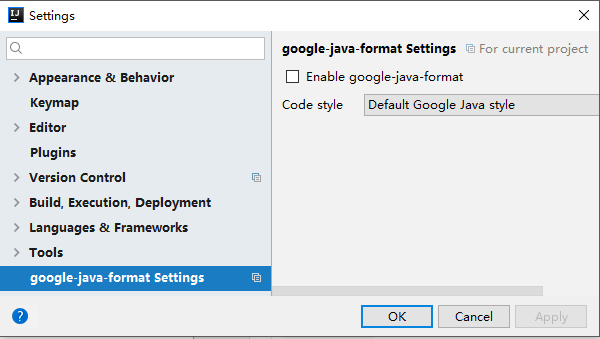 IJ
Settings
google-java-format Settings
For current project
Appearance & Behavior
Enable google-java-format
Keymap
Code style
Default Google Java style
Editor
Plugins
Version Control
Build, Execution, Deployment
Languages & Frameworks
Tools
google-java-format Settings
?
OK
Cancel
Apply